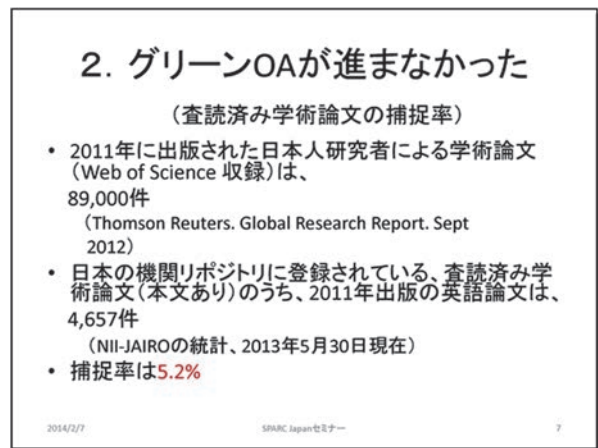 ２．グリーンOAが進まなかった
（査読済み学術論文の捕捉率）
• 2011年に出版された日本人研究者による学術論文
（Web of Science 収録）は、
89,000件
（Thomson Reuters. Global Research Report. Sept
2012）
• 日本の機関リポジトリに登録されている、査読済み学
術論文（本文あり）のうち、2011年出版の英語論文は、
4,657件
（NII-JAIROの統計、2013年5月30日現在）
• 捕捉率は5.2%
2014/2/7 SPARC Japanセミナー 7